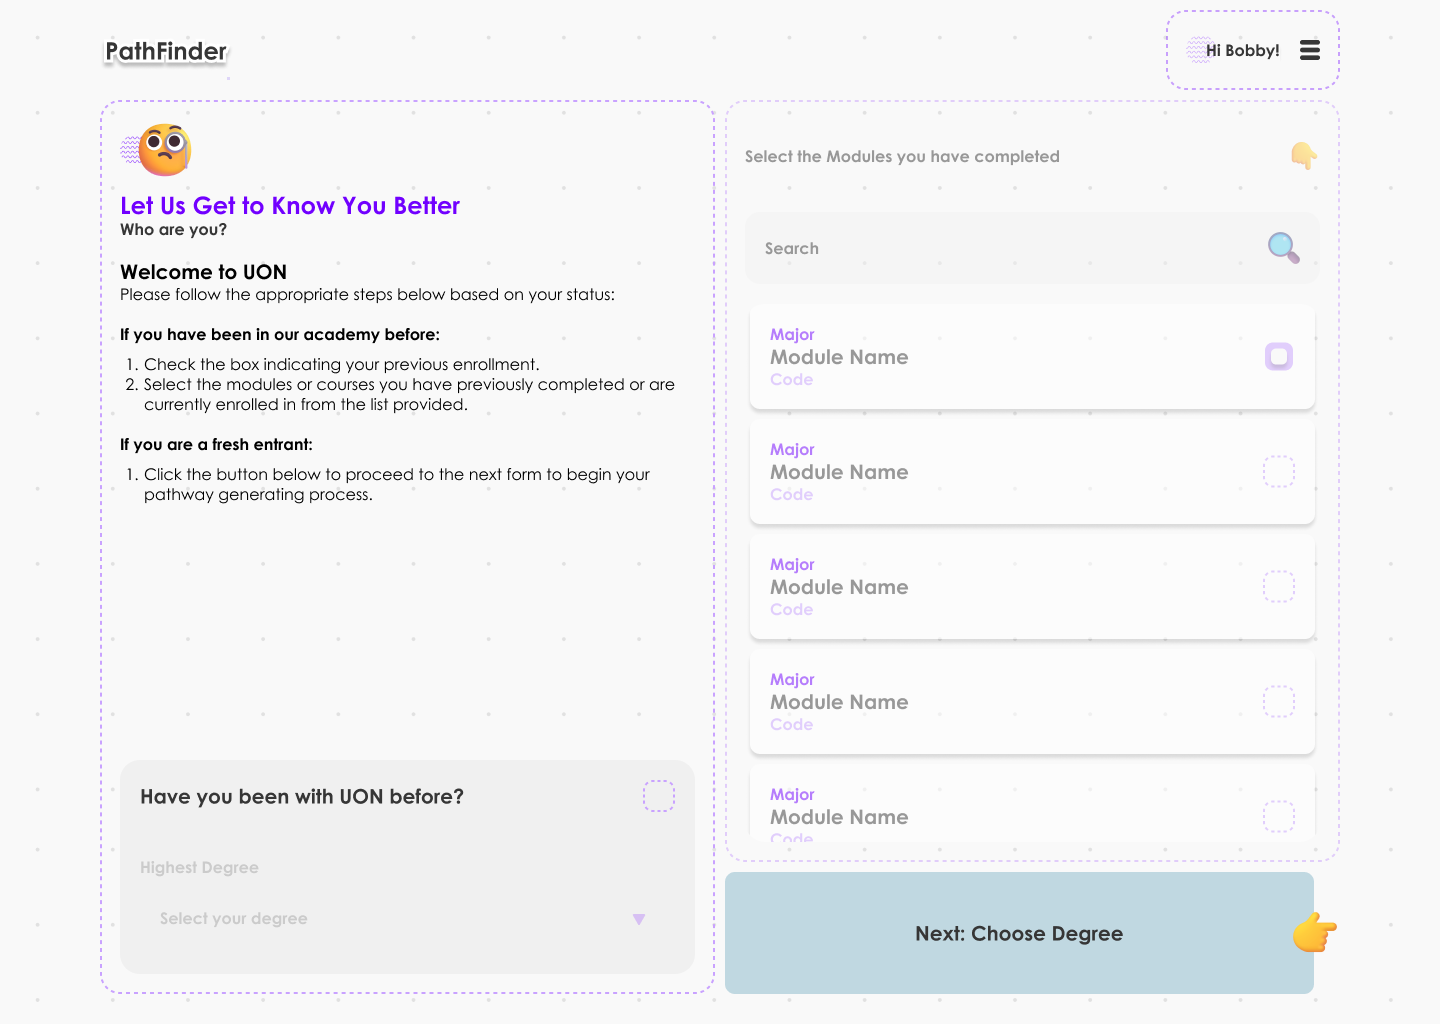 PathFinder
Hi Bobby!
Let Us Get to Know You Better
Who are you?
Welcome to UON
Please follow the appropriate steps below based on your status:
If you have been in our academy before:
1. Check the box indicating your previous enrollment.
2. Select the modules or courses you have previously completed or are
currently enrolled in from the list provided.
If you are a fresh entrant:
1. Click the button below to proceed to the next form to begin your
pathway generating process.
Have you been with UON before?
Highest Degree
Select your degree
Select the Modules you have completed
Search
Major
Module Name
Code
Major
Module Name
Code
Major
Module Name
Code
Major
Module Name
Code
Major
Module Name
Code
Next: Choose Degree